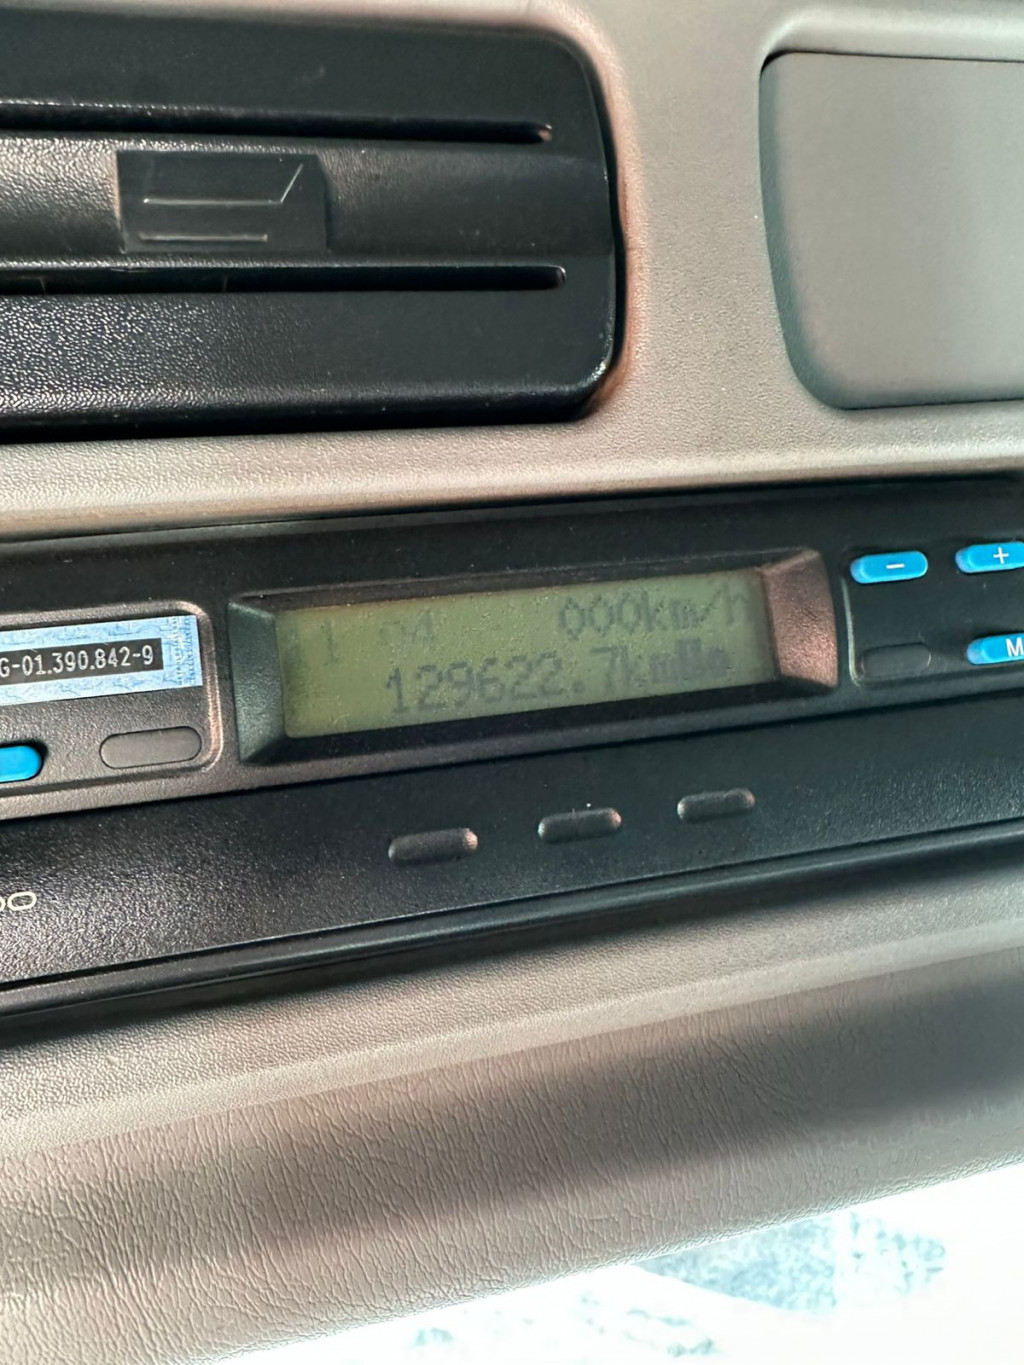 000km/h
129622.7km
G-01.390.842-9
- +
M